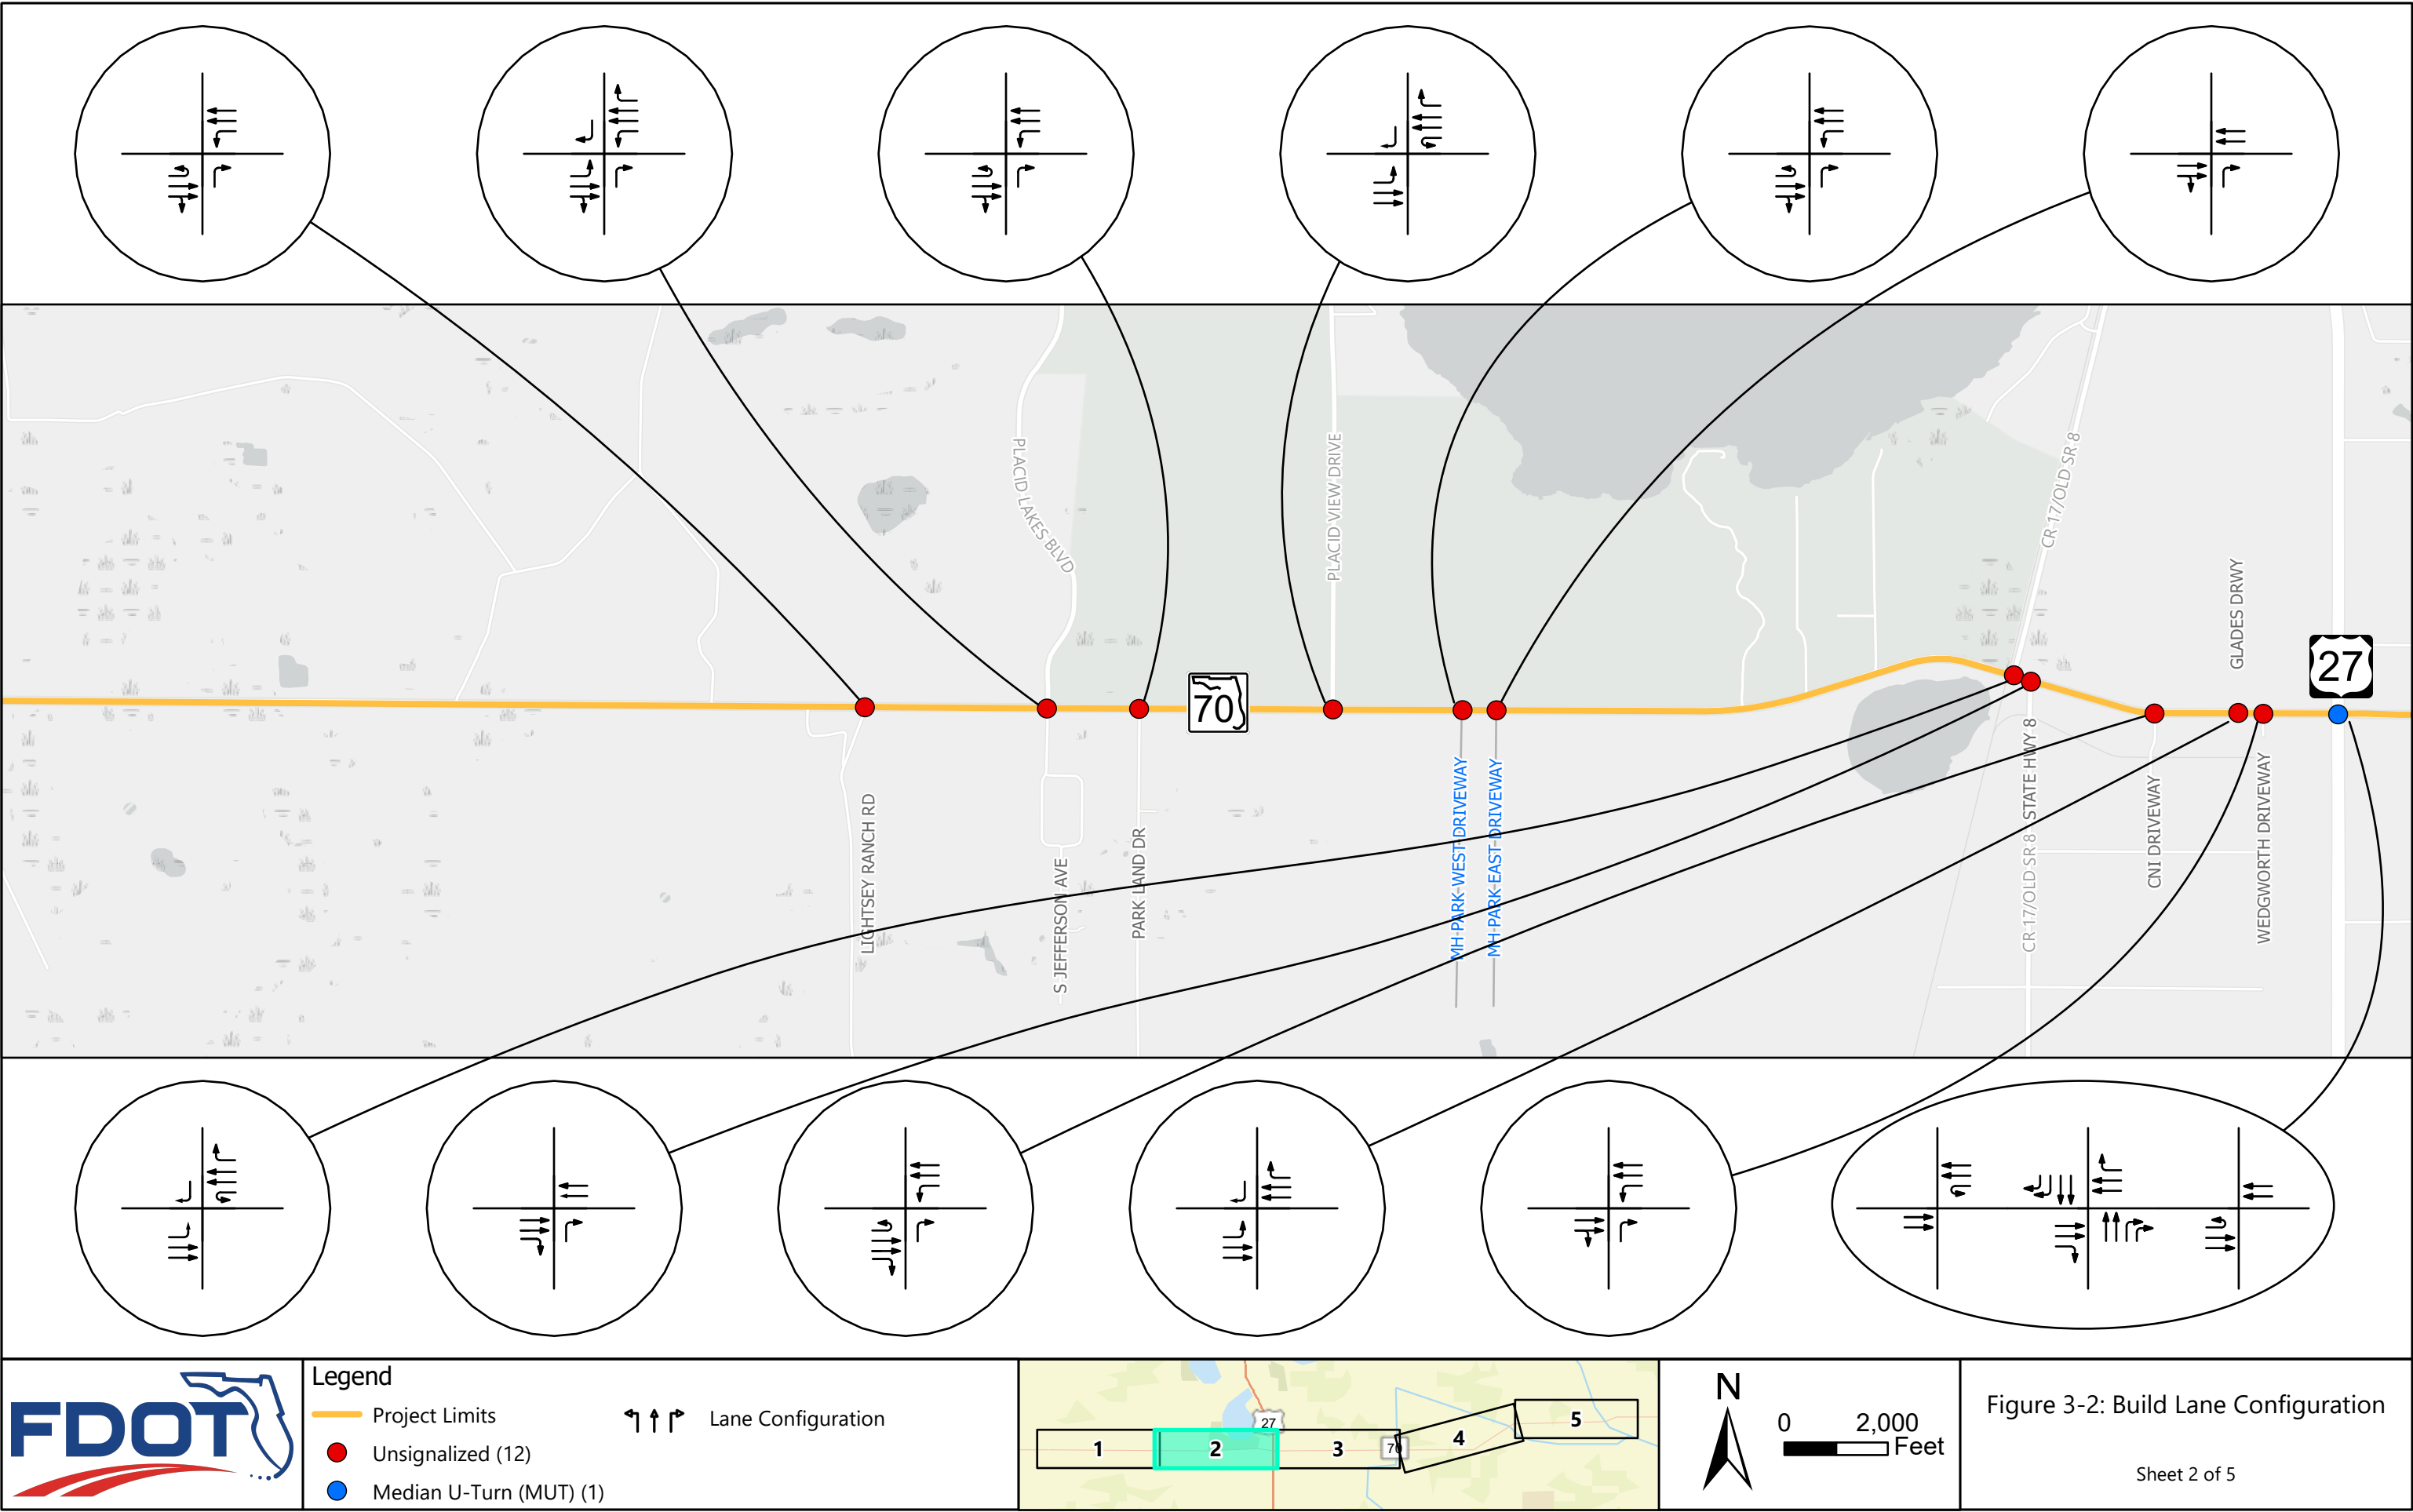 PLACID LAKES BLVD
PLACID VIEW DRIVE
CR 17/OLD SR 8
GLADES DRWY
27
70
LIGHTSEY RANCH RD
S JEFFERSON AVE
PARK LAND DR
MH-PARK-WEST-DRIVEWAY
MH-PARK-EAST-DRIVEWAY
CR 17/OLD SR 8
STATE HWY 8
CNI DRIVEWAY
WEDGWORTH DRIVEWAY
FDOT
Legend
Project Limits
Unsignalized (12)
Median U-Turn (MUT) (1)
Lane Configuration
27
70
1
2
3
4
5
N
0 2,000
Feet
Figure 3-2: Build Lane Configuration
Sheet 2 of 5